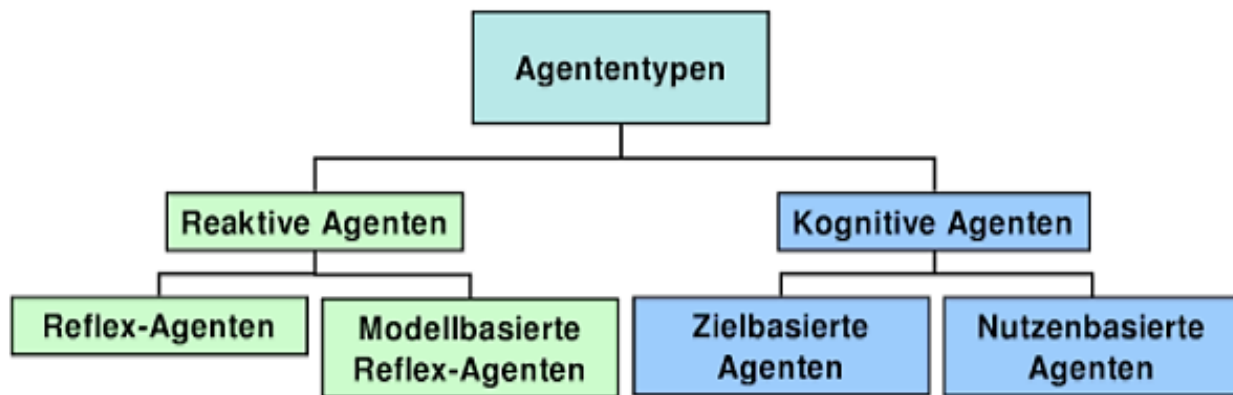 Agententypen
Reaktive Agenten
Kognitive Agenten
Reflex-Agenten
Modellbasierte
Reflex-Agenten
Zielbasierte
Agenten
Nutzenbasierte
Agenten